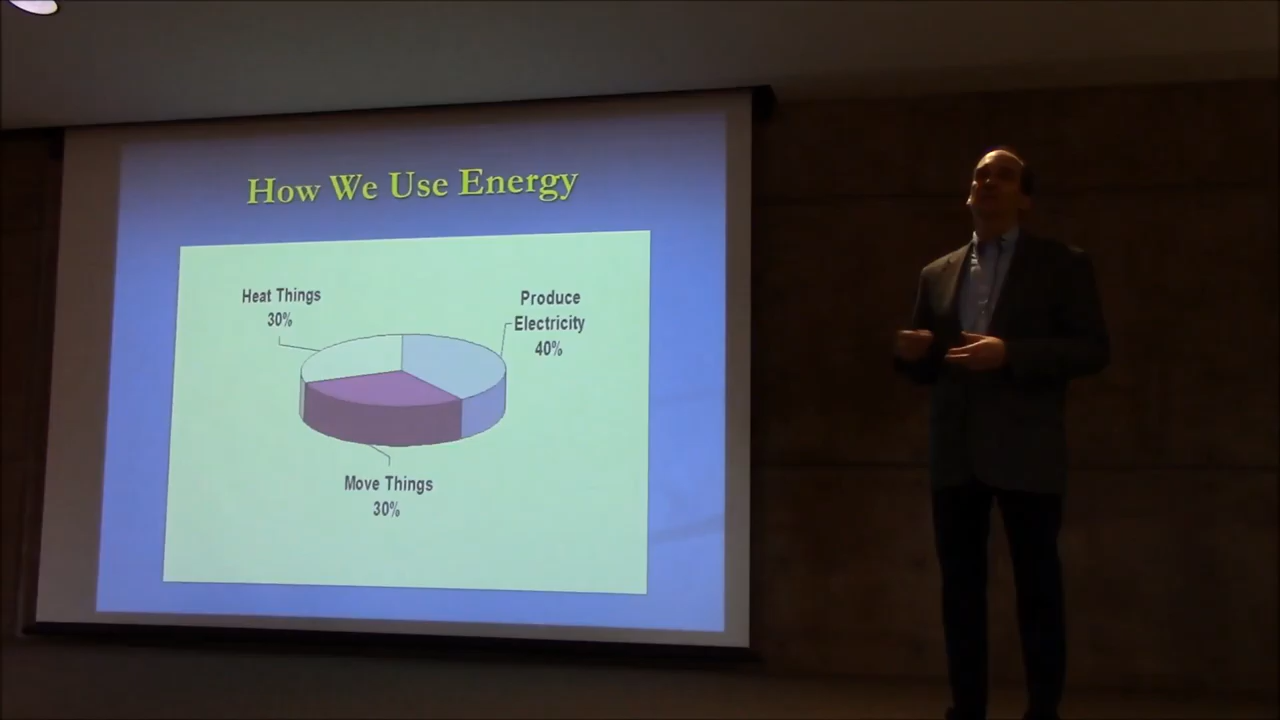 How We Use Energy
Heat Things
30%
Produce
Electricity
40%
Move Things
30%